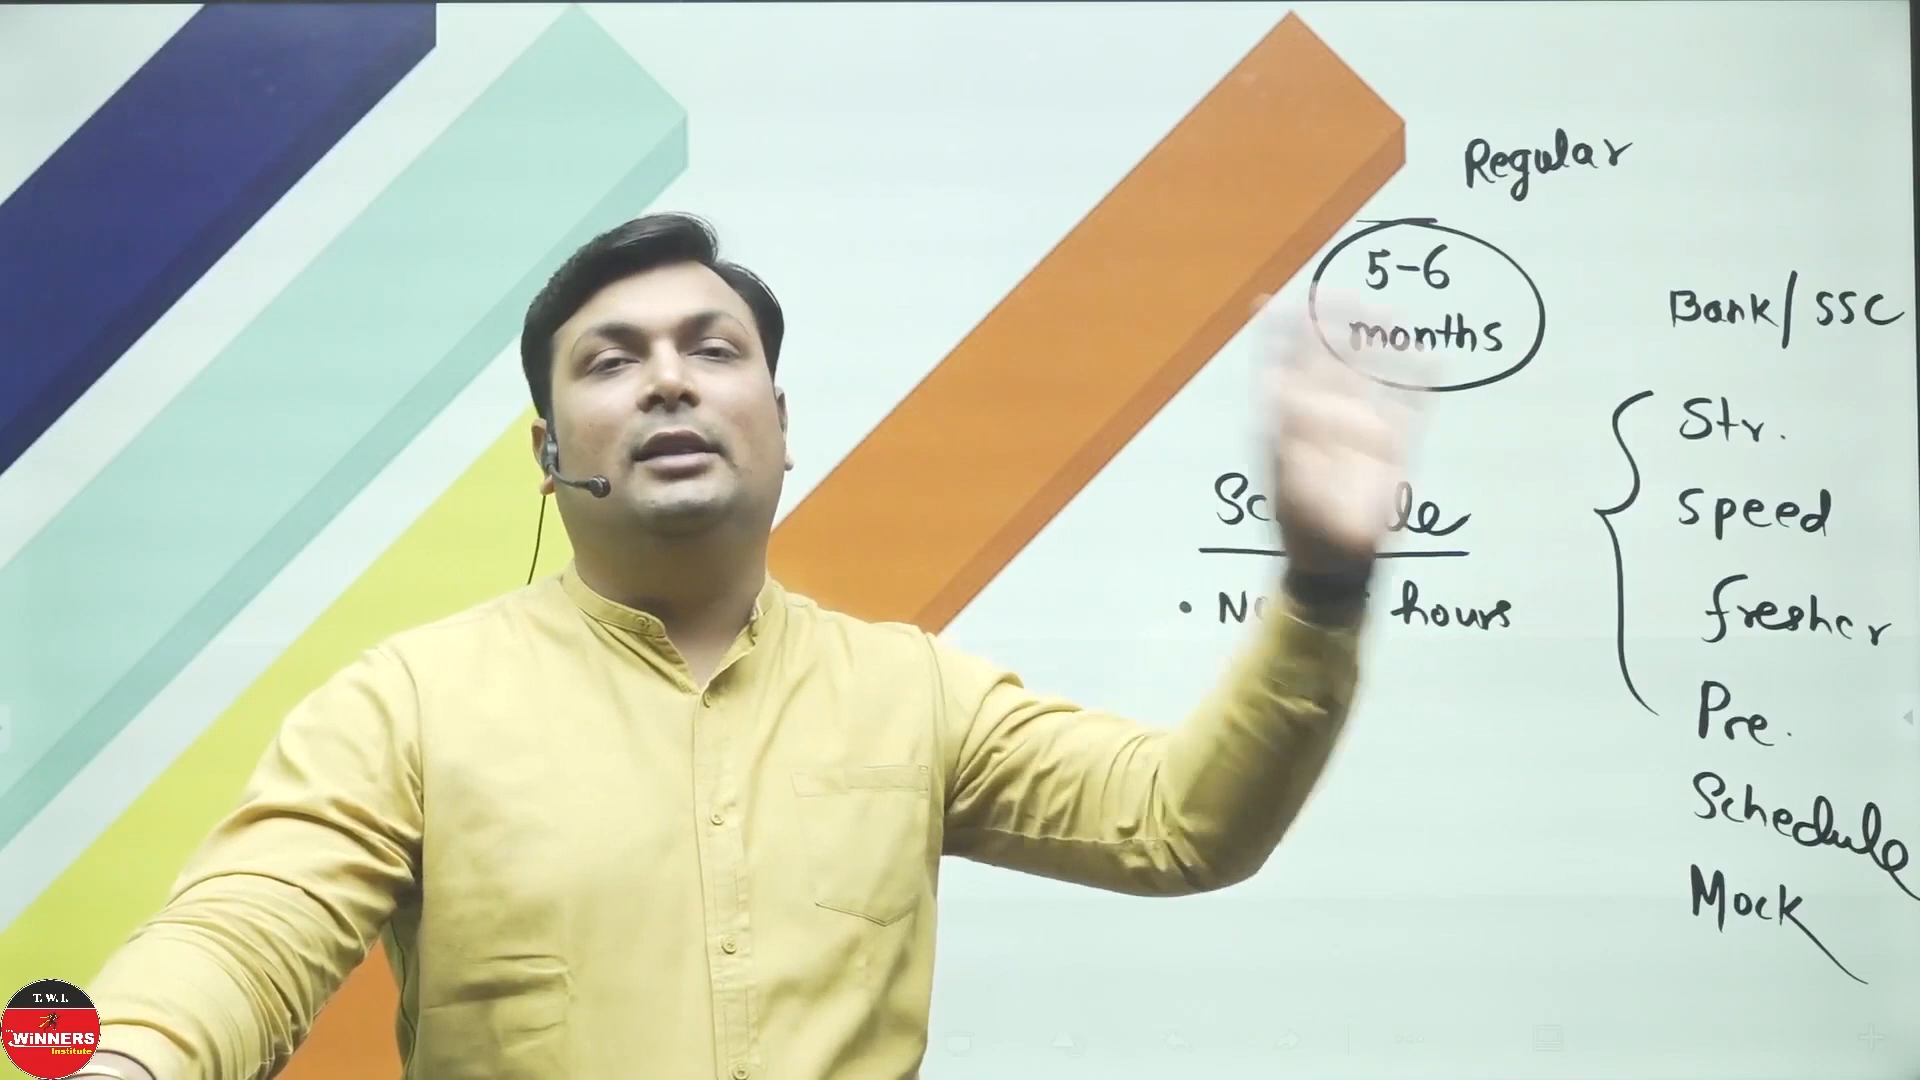 Regular
5-6
months
Bank/SSC
Str.
Speed
fresher
Pre.
Schedule
Mock
hours
T.W.I.
WiNNERS
Institute